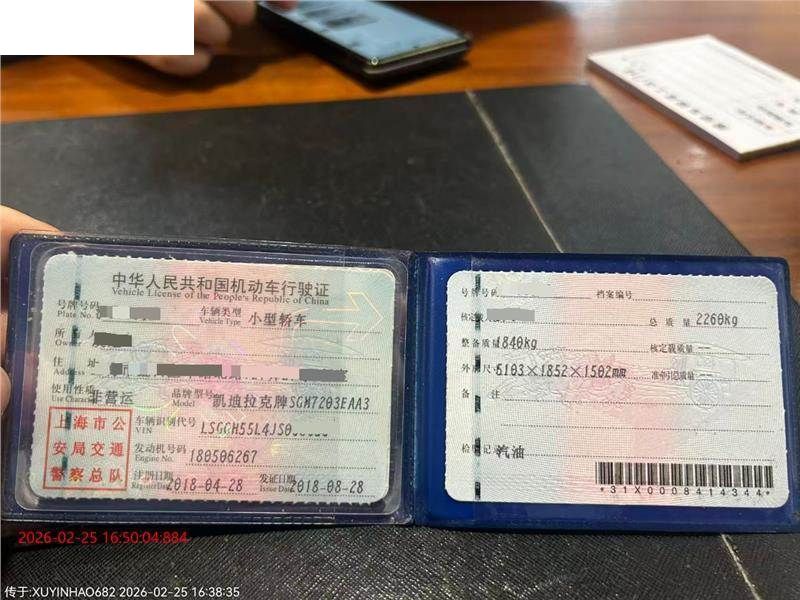 中华人民共和国机动车行驶证
Vehicle License of the People's Republic of China
号牌号码
Plate No.
车辆类型
Vehicle Type
小型轿车
所
Owner
住 址
Address
使用性质
Use Character
非营运
品牌型号
Model
凯迪拉克牌SGM7203EAA3
上海市公
安局交通
警察总队
车辆识别代号
VIN
LSGGH55L4JS0
发动机号码
Engine No.
180506267
注册日期
Register Date
2018-04-28
发证日期
Issue Date
2018-08-28
号牌号码
档案编号
核定
总 质 量
2260kg
整备质量
1840kg
核定载质量
外廓尺寸
5103×1852×1502mm
准牵引总质量
备 注
检验记录
汽油
*31X0008414344*
2026-02-25 16:50:04.884
传于:XUYINHAO682 2026-02-25 16:38:35